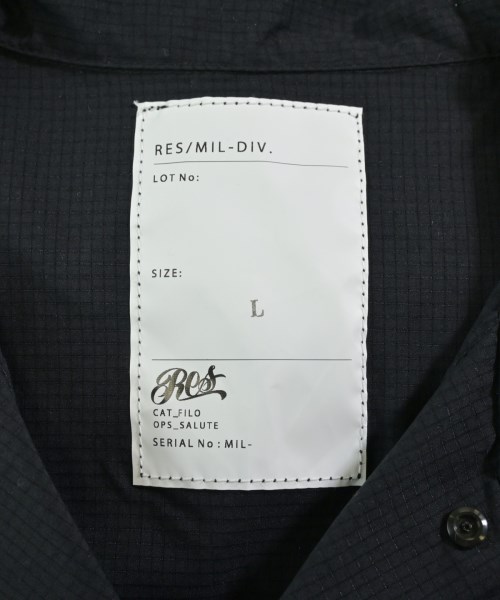 RES/MIL-DIV.
LOT No:
SIZE:
L
Res
CAT_FILO
OPS_SALUTE
SERIAL No : MIL-